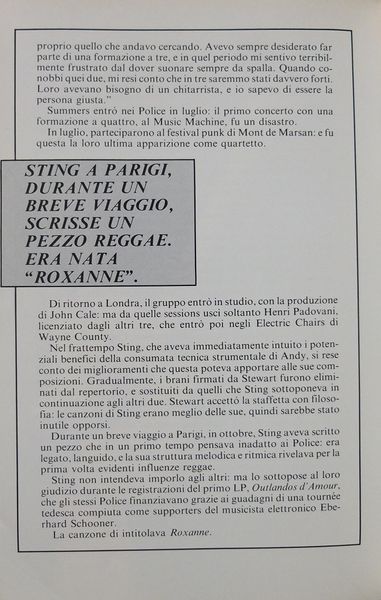 proprio quello che andavo cercando. Avevo sempre desiderato far
parte di una formazione a tre, e in quel periodo mi sentivo terribil-
mente frustrato dal dover suonare sempre da spalla. Quando co-
nobbi quei due, mi resi conto che in tre saremmo stati davvero forti.
Loro avevano bisogno di un chitarrista, e io sapevo di essere la
persona giusta."
Summers entrò nei Police in luglio: il primo concerto con una
formazione a quattro, al Music Machine, fu un disastro.
In luglio, parteciparono al festival punk di Mont de Marsan: e fu
questa la loro ultima apparizione come quartetto.
STING A PARIGI,
DURANTE UN
BREVE VIAGGIO,
SCRISSE UN
PEZZO REGGAE.
ERA NATA
“ROXANNE”.
Di ritorno a Londra, il gruppo entrò in studio, con la produzione
di John Cale: ma da quelle sessions uscì soltanto Henri Padovani,
licenziato dagli altri tre, che entrò poi negli Electric Chairs di
Wayne County.
Nel frattempo Sting, che aveva immediatamente intuito i poten-
ziali benefici della consumata tecnica strumentale di Andy, si rese
conto dei miglioramenti che questa poteva apportare alle sue com-
posizioni. Gradualmente, i brani firmati da Stewart furono elimi-
nati dal repertorio, e sostituiti da quelli che Sting sottoponeva in
continuazione agli altri due. Stewart accettò la staffetta con filoso-
fia: le canzoni di Sting erano meglio delle sue, quindi sarebbe stato
inutile opporsi.
Durante un breve viaggio a Parigi, in ottobre, Sting aveva scritto
un pezzo che in un primo tempo pensava inadatto ai Police: era
legato, languido, e la sua struttura melodica e ritmica rivelava per la
prima volta evidenti influenze reggae.
Sting non intendeva imporlo agli altri: ma lo sottopose al loro
giudizio durante le registrazioni del primo LP, Outlandos d'Amour,
che gli stessi Police finanziavano grazie ai guadagni di una tournée
tedesca compiuta come supporters del musicista elettronico Ebe-
rhard Schooner.
La canzone di intitolava Roxanne.